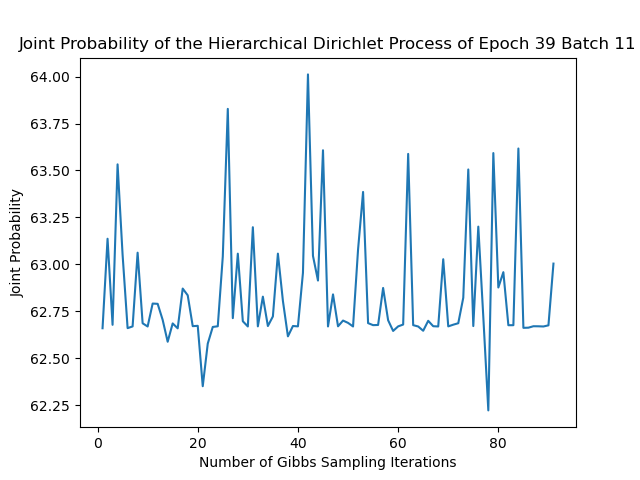 Joint Probability of the Hierarchical Dirichlet Process of Epoch 39 Batch 11
64.00
63.75
63.50
63.25
63.00
62.75
62.50
62.25
Joint Probability
0 20 40 60 80
Number of Gibbs Sampling Iterations